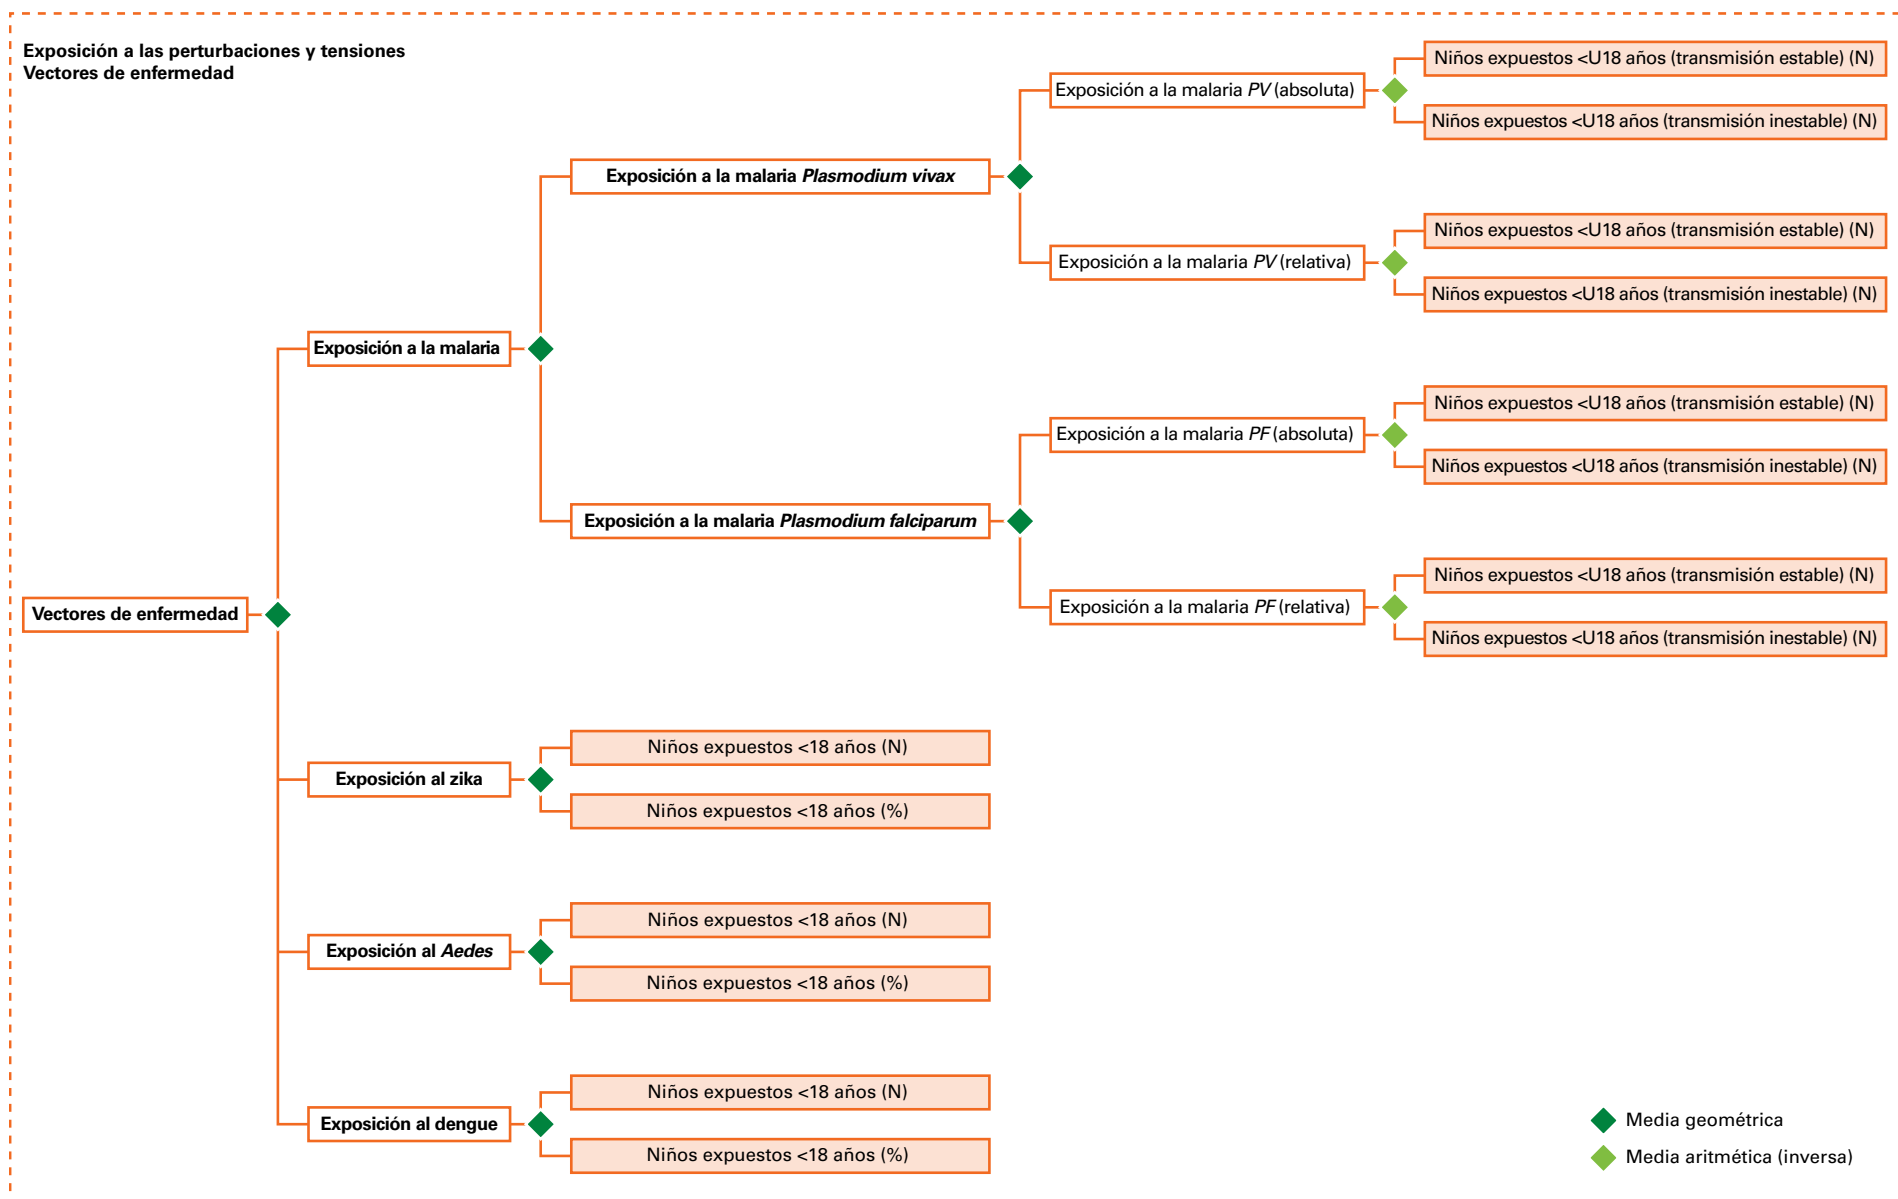 Exposición a las perturbaciones y tensiones
Vectores de enfermedad
Niños expuestos <U18 años (transmisión estable) (N)
Exposición a la malaria PV (absoluta)
Niños expuestos <U18 años (transmisión inestable) (N)
Exposición a la malaria Plasmodium vivax
Niños expuestos <U18 años (transmisión estable) (N)
Exposición a la malaria PV (relativa)
Niños expuestos <U18 años (transmisión inestable) (N)
Exposición a la malaria
Niños expuestos <U18 años (transmisión estable) (N)
Exposición a la malaria PF (absoluta)
Niños expuestos <U18 años (transmisión inestable) (N)
Exposición a la malaria Plasmodium falciparum
Niños expuestos <U18 años (transmisión estable) (N)
Exposición a la malaria PF (relativa)
Vectores de enfermedad
Niños expuestos <U18 años (transmisión inestable) (N)
Niños expuestos <18 años (N)
Exposición al zika
Niños expuestos <18 años (%)
Niños expuestos <18 años (N)
Exposición al Aedes
Niños expuestos <18 años (%)
Niños expuestos <18 años (N)
Exposición al dengue
Niños expuestos <18 años (%)
Media geométrica
Media aritmética (inversa)